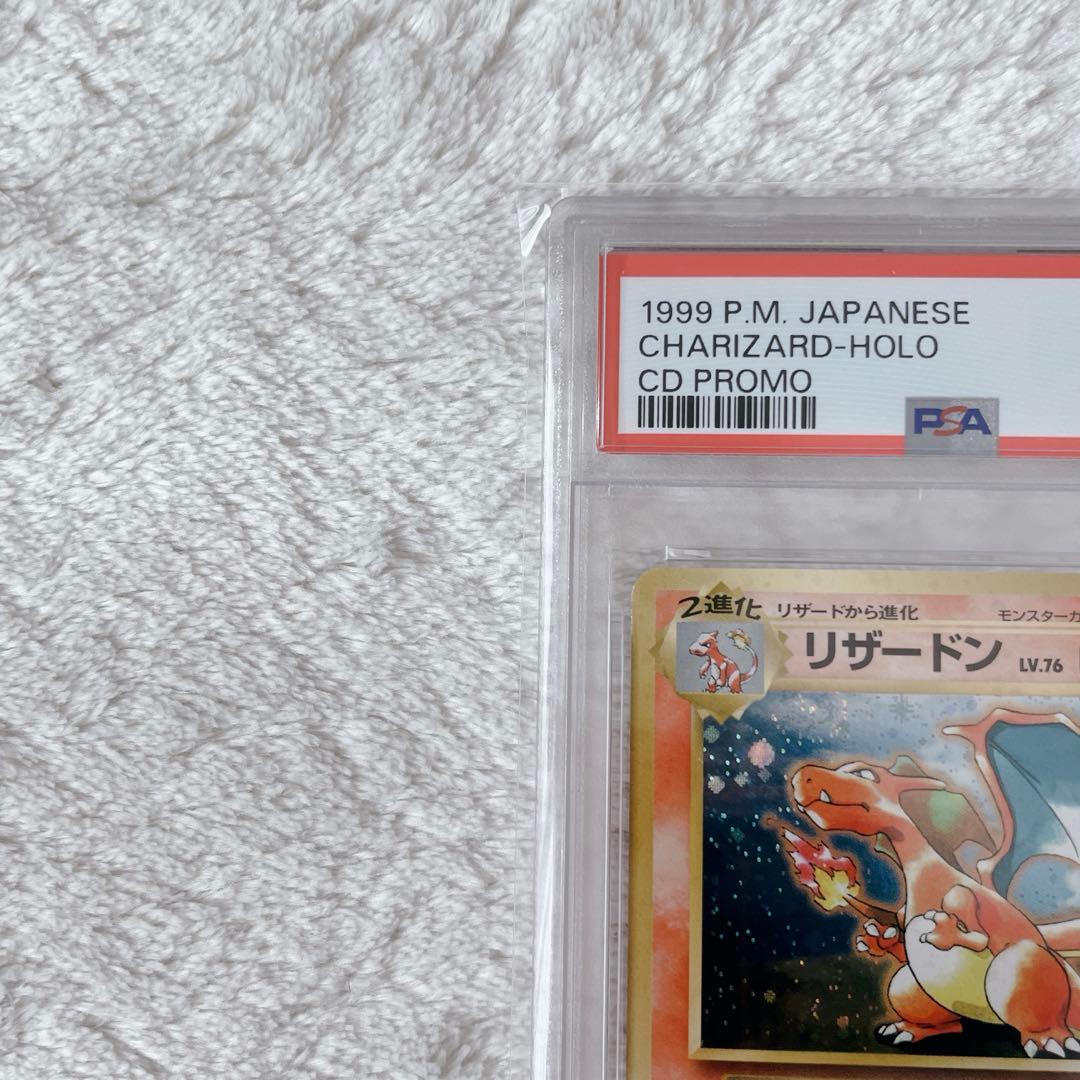 1999 P.M. JAPANESE
CHARIZARD-HOLO
CD PROMO
PSA
2進化 リザードから進化 モンスターカ
リザードン LV.76